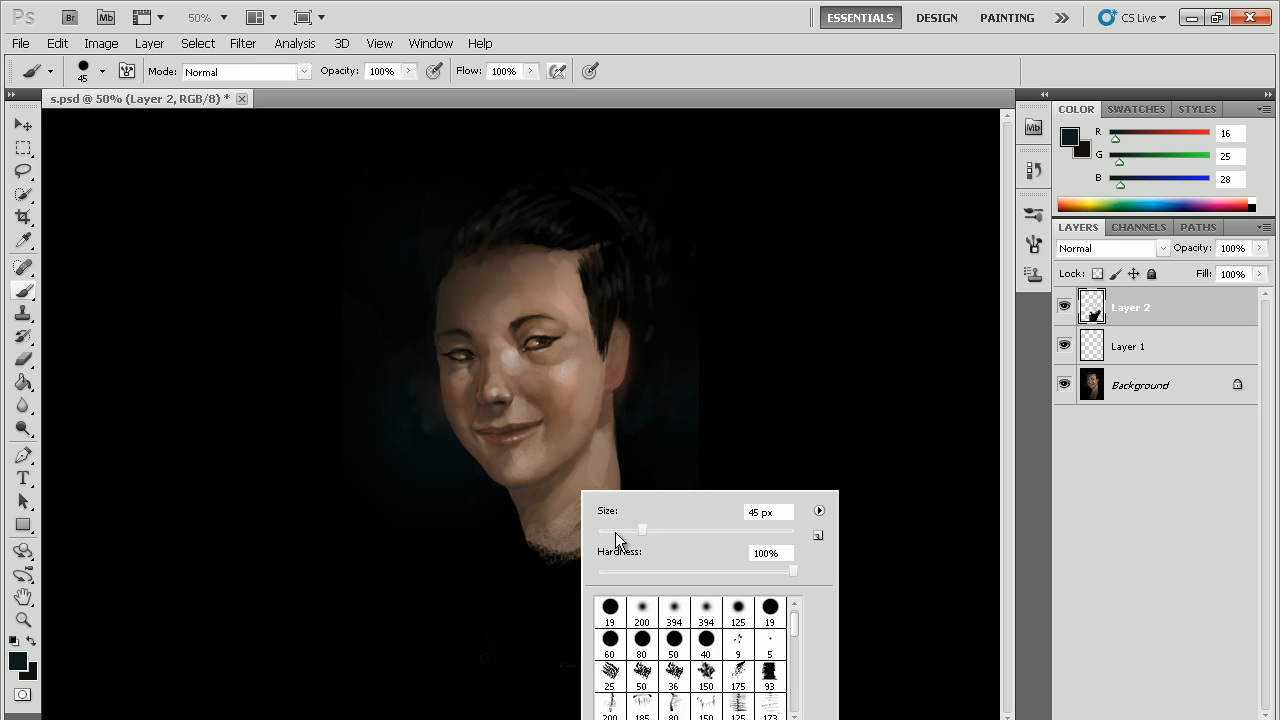 Ps Br Mb 50% ESSENTIALS DESIGN PAINTING CS Live
File Edit Image Layer Select Filter Analysis 3D View Window Help
45 Mode: Normal Opacity: 100% Flow: 100%
s.psd @ 50% (Layer 2, RGB/8) *
COLOR SWATCHES STYLES
Mb
R 16
G 25
B 28
LAYERS CHANNELS PATHS
Normal Opacity: 100%
Lock: Fill: 100%
Layer 2
Layer 1
Background
T
Size: 45 px
Hardness: 100%
19 200 394 394 125 19
60 80 50 40 9 5
25 50 36 150 175 93